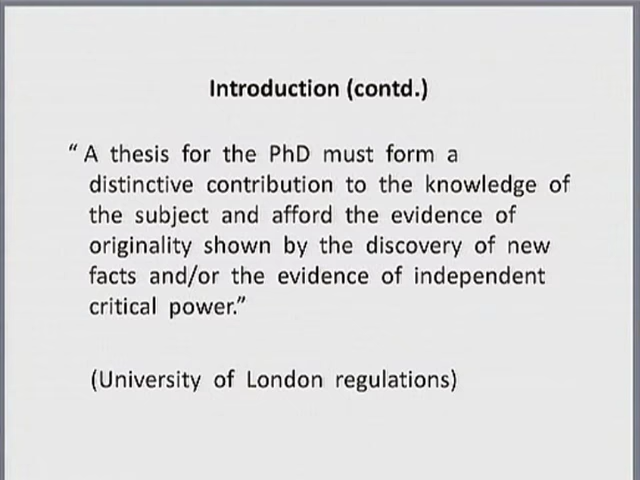 Introduction (contd.)
“ A thesis for the PhD must form a
distinctive contribution to the knowledge of
the subject and afford the evidence of
originality shown by the discovery of new
facts and/or the evidence of independent
critical power.”
(University of London regulations)